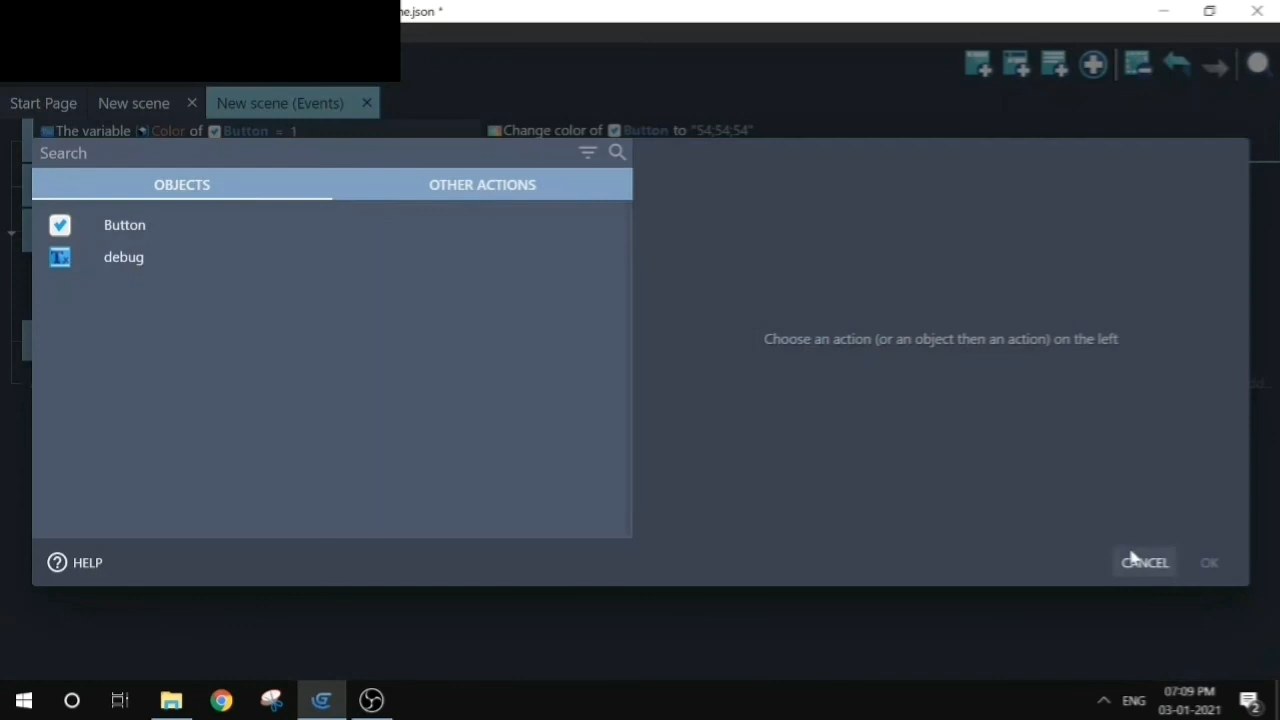 ne.json *
Start Page
New scene
New scene (Events)
The variable Color of Button = 1
Change color of Button to "54;54;54"
Search
OBJECTS
OTHER ACTIONS
Button
debug
Choose an action (or an object then an action) on the left
HELP
CANCEL
OK
ENG
07:09 PM
03-01-2021
2